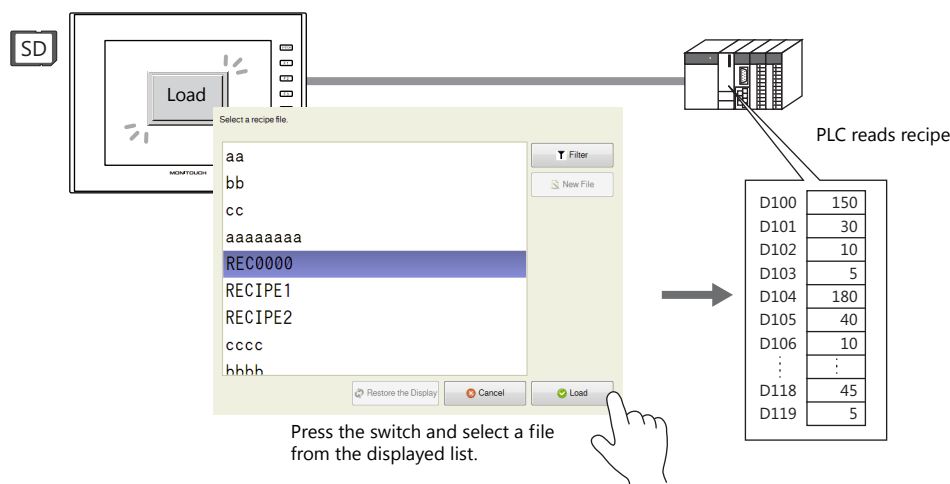 SD
Load
MONITOUCH
Select a recipe file.
aa
bb
cc
aaaaaaaa
REC0000
RECIPE1
RECIPE2
cccc
bbbb
Filter
New File
Restore the Display
Cancel
Load
Press the switch and select a file
from the displayed list.
PLC reads recipe
D100 150
D101 30
D102 10
D103 5
D104 180
D105 40
D106 10
D118 45
D119 5